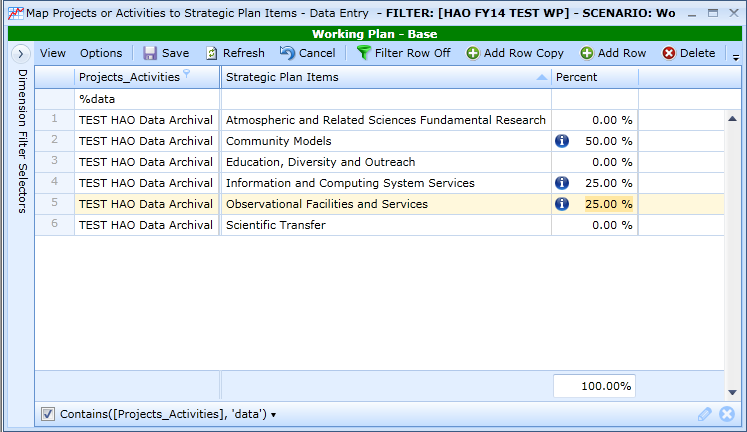 Map Projects or Activities to Strategic Plan Items - Data Entry - FILTER: [HAO FY14 TEST WP] - SCENARIO: Wo
Working Plan - Base
View Options Save Refresh Cancel Filter Row Off Add Row Copy Add Row Delete
Dimension Filter Selectors
Projects_Activities Strategic Plan Items Percent
%data
1 TEST HAO Data Archival Atmospheric and Related Sciences Fundamental Research 0.00 %
2 TEST HAO Data Archival Community Models 50.00 %
3 TEST HAO Data Archival Education, Diversity and Outreach 0.00 %
4 TEST HAO Data Archival Information and Computing System Services 25.00 %
5 TEST HAO Data Archival Observational Facilities and Services 25.00 %
6 TEST HAO Data Archival Scientific Transfer 0.00 %
100.00%
Contains([Projects_Activities], 'data')